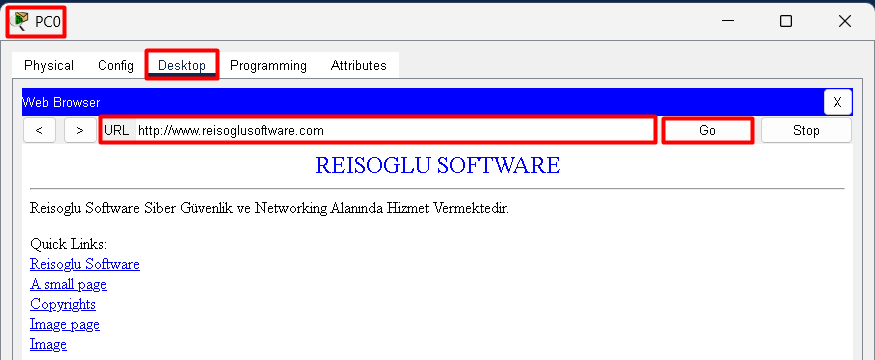 PC0
Physical Config Desktop Programming Attributes
Web Browser X
< > URL http://www.reisoglusoftware.com Go Stop
REISOGLU SOFTWARE
Reisoglu Software Siber Güvenlik ve Networking Alanında Hizmet Vermektedir.
Quick Links:
Reisoglu Software
A small page
Copyrights
Image page
Image